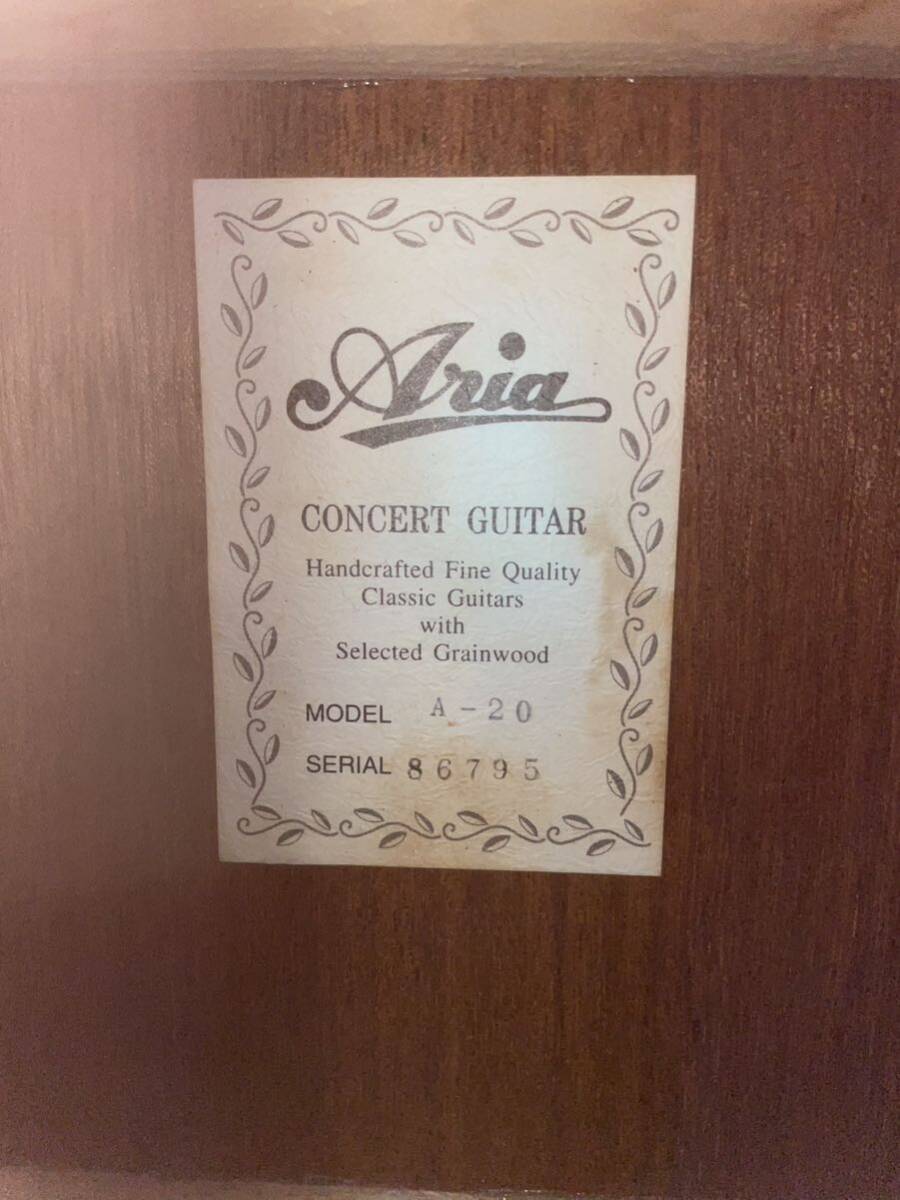 Aria
CONCERT GUITAR
Handcrafted Fine Quality
Classic Guitars
with
Selected Grainwood
MODEL A-20
SERIAL 86795